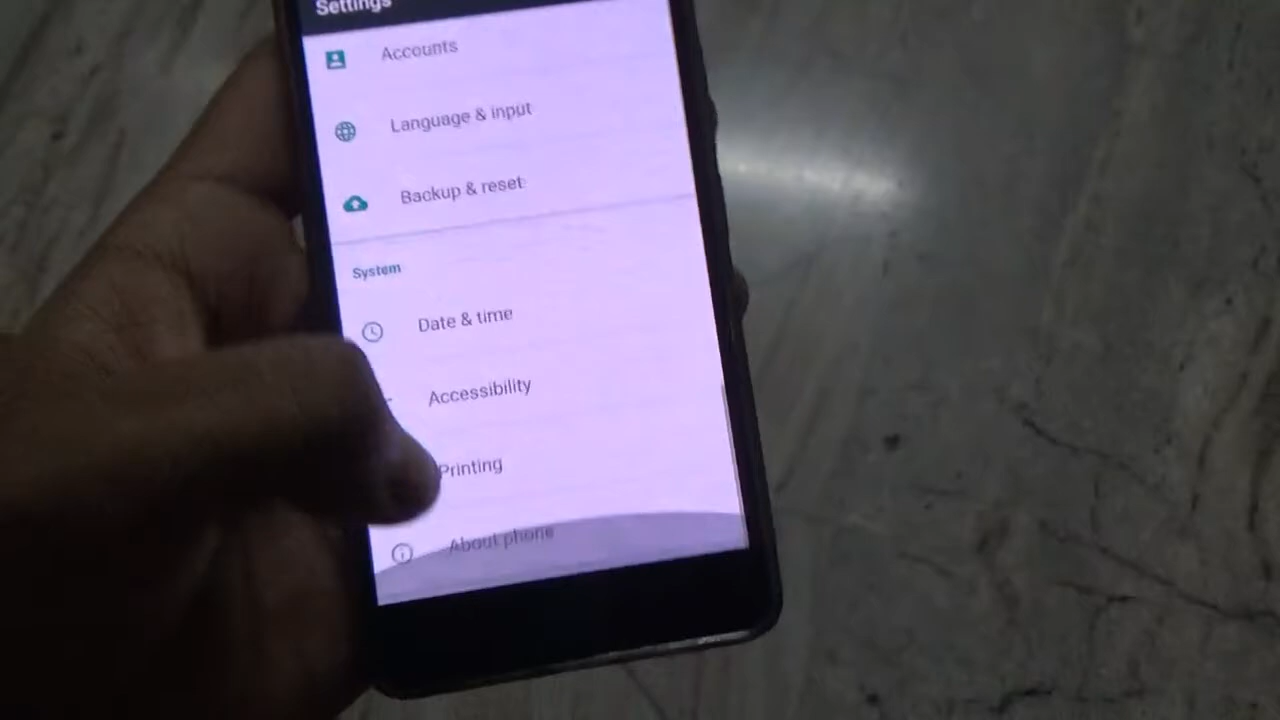 Settings
Accounts
Language & input
Backup & reset
System
Date & time
Accessibility
Printing
About phone